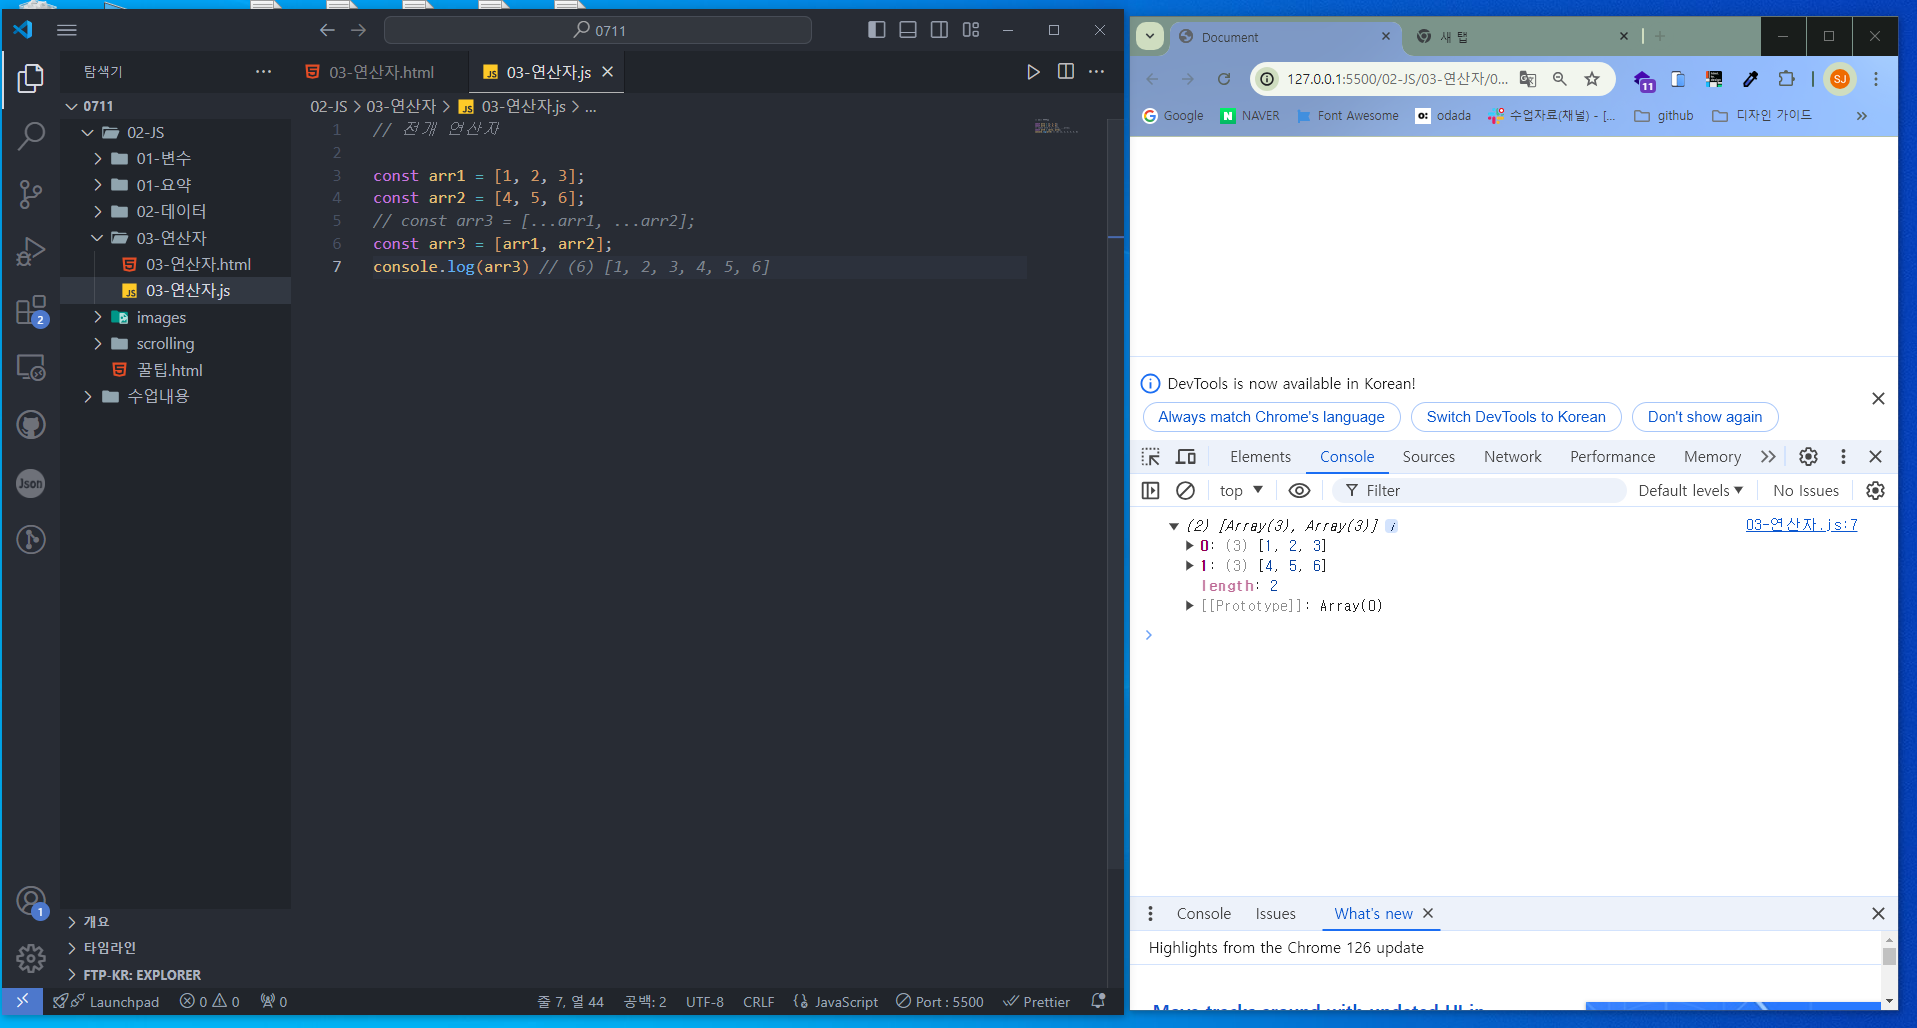 0711
탐색기
03-연산자.html
03-연산자.js
0711
02-JS > 03-연산자 > 03-연산자.js > ...
02-JS
01-변수
01-요약
02-데이터
03-연산자
03-연산자.html
03-연산자.js
images
scrolling
꿀팁.html
수업내용
1 // 전개 연산자
2
3 const arr1 = [1, 2, 3];
4 const arr2 = [4, 5, 6];
5 // const arr3 = [...arr1, ...arr2];
6 const arr3 = [arr1, arr2];
7 console.log(arr3) // (6) [1, 2, 3, 4, 5, 6]
2
Json
1
개요
타임라인
FTP-KR: EXPLORER
Launchpad 0 0 0 줄 7, 열 44 공백: 2 UTF-8 CRLF JavaScript Port : 5500 Prettier
Document
새 탭
127.0.0.1:5500/02-JS/03-연산자/0...
11
SJ
Google NAVER Font Awesome odada 수업자료(채널) - [... github 디자인 가이드
DevTools is now available in Korean!
Always match Chrome's language Switch DevTools to Korean Don't show again
Elements Console Sources Network Performance Memory
top Filter Default levels No Issues
(2) [Array(3), Array(3)] 03-연산자.js:7
0: (3) [1, 2, 3]
1: (3) [4, 5, 6]
length: 2
[[Prototype]]: Array(0)
Console Issues What's new
Highlights from the Chrome 126 update